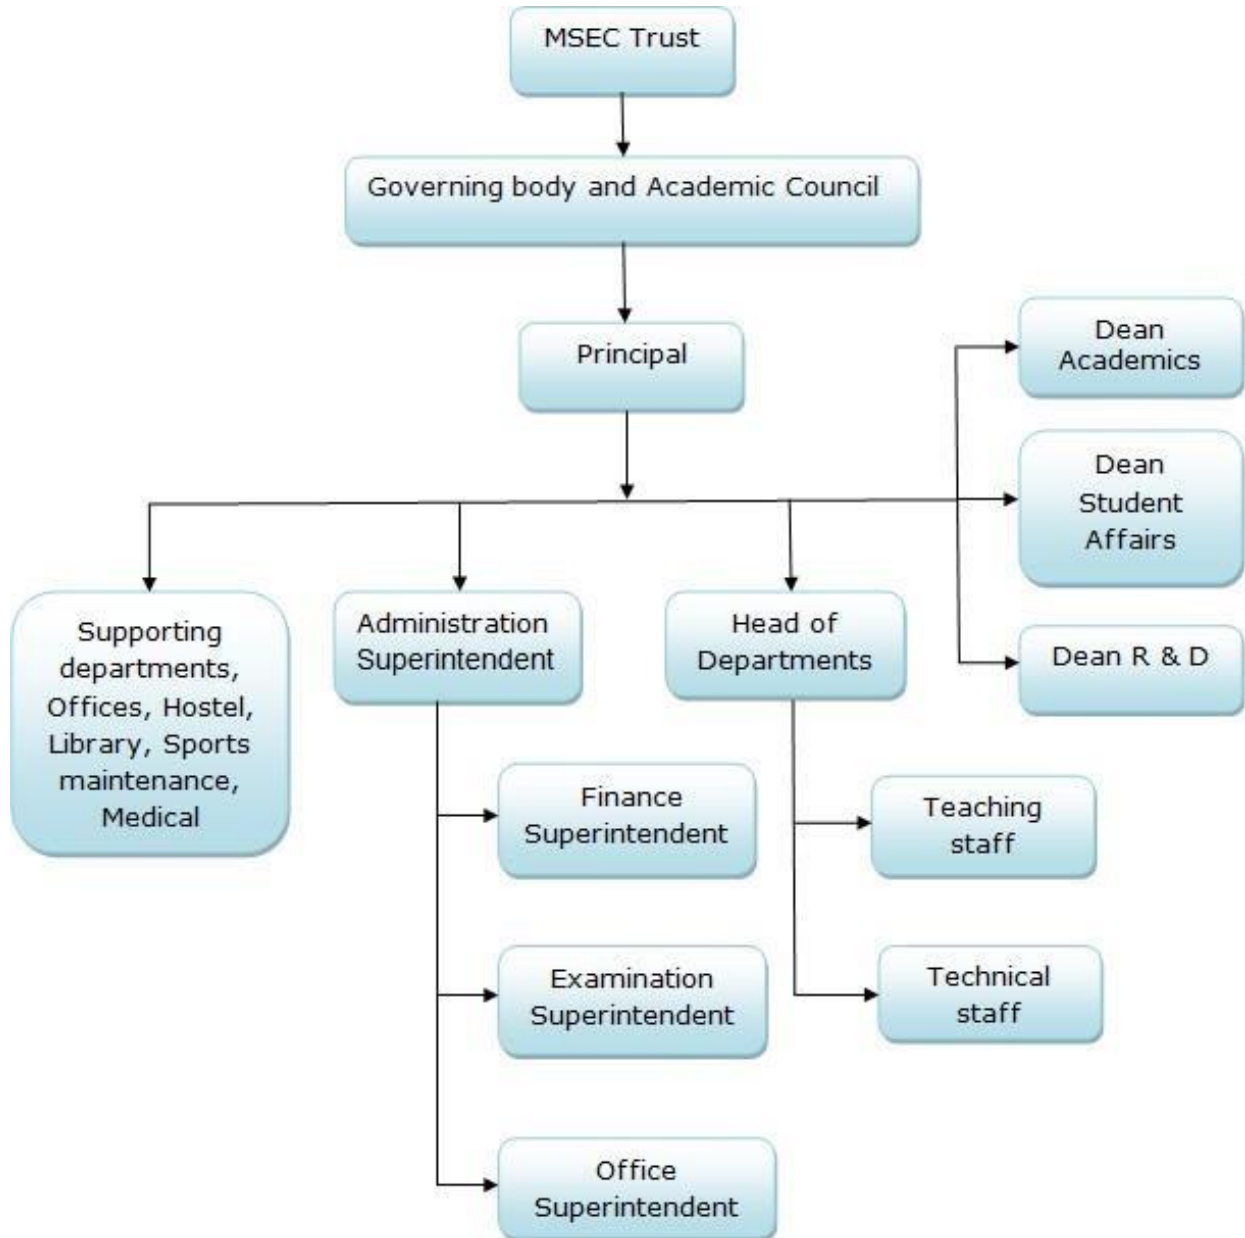 MSEC Trust
Governing body and Academic Council
Principal
Dean
Academics
Dean
Student
Affairs
Dean R & D
Supporting
departments,
Offices, Hostel,
Library, Sports
maintenance,
Medical
Administration
Superintendent
Head of
Departments
Finance
Superintendent
Teaching
staff
Examination
Superintendent
Technical
staff
Office
Superintendent